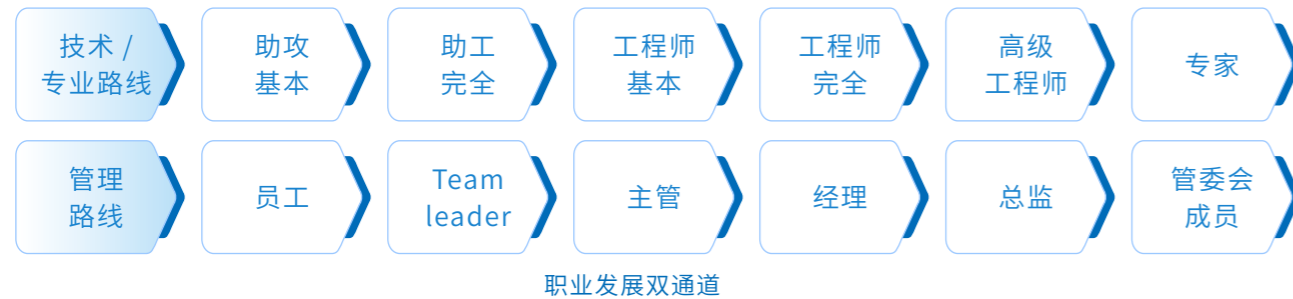 技术 /
专业路线
助攻
基本
助工
完全
工程师
基本
工程师
完全
高级
工程师
专家
管理
路线
员工
Team
leader
主管
经理
总监
管委会
成员
职业发展双通道